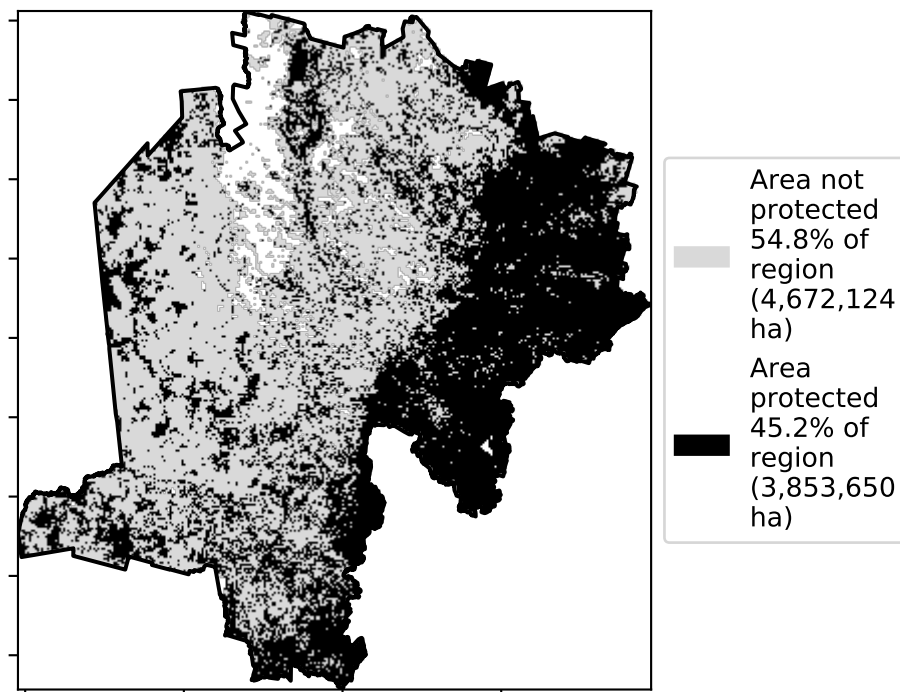 Area not
protected
54.8% of
region
(4,672,124
ha)
Area
protected
45.2% of
region
(3,853,650
ha)